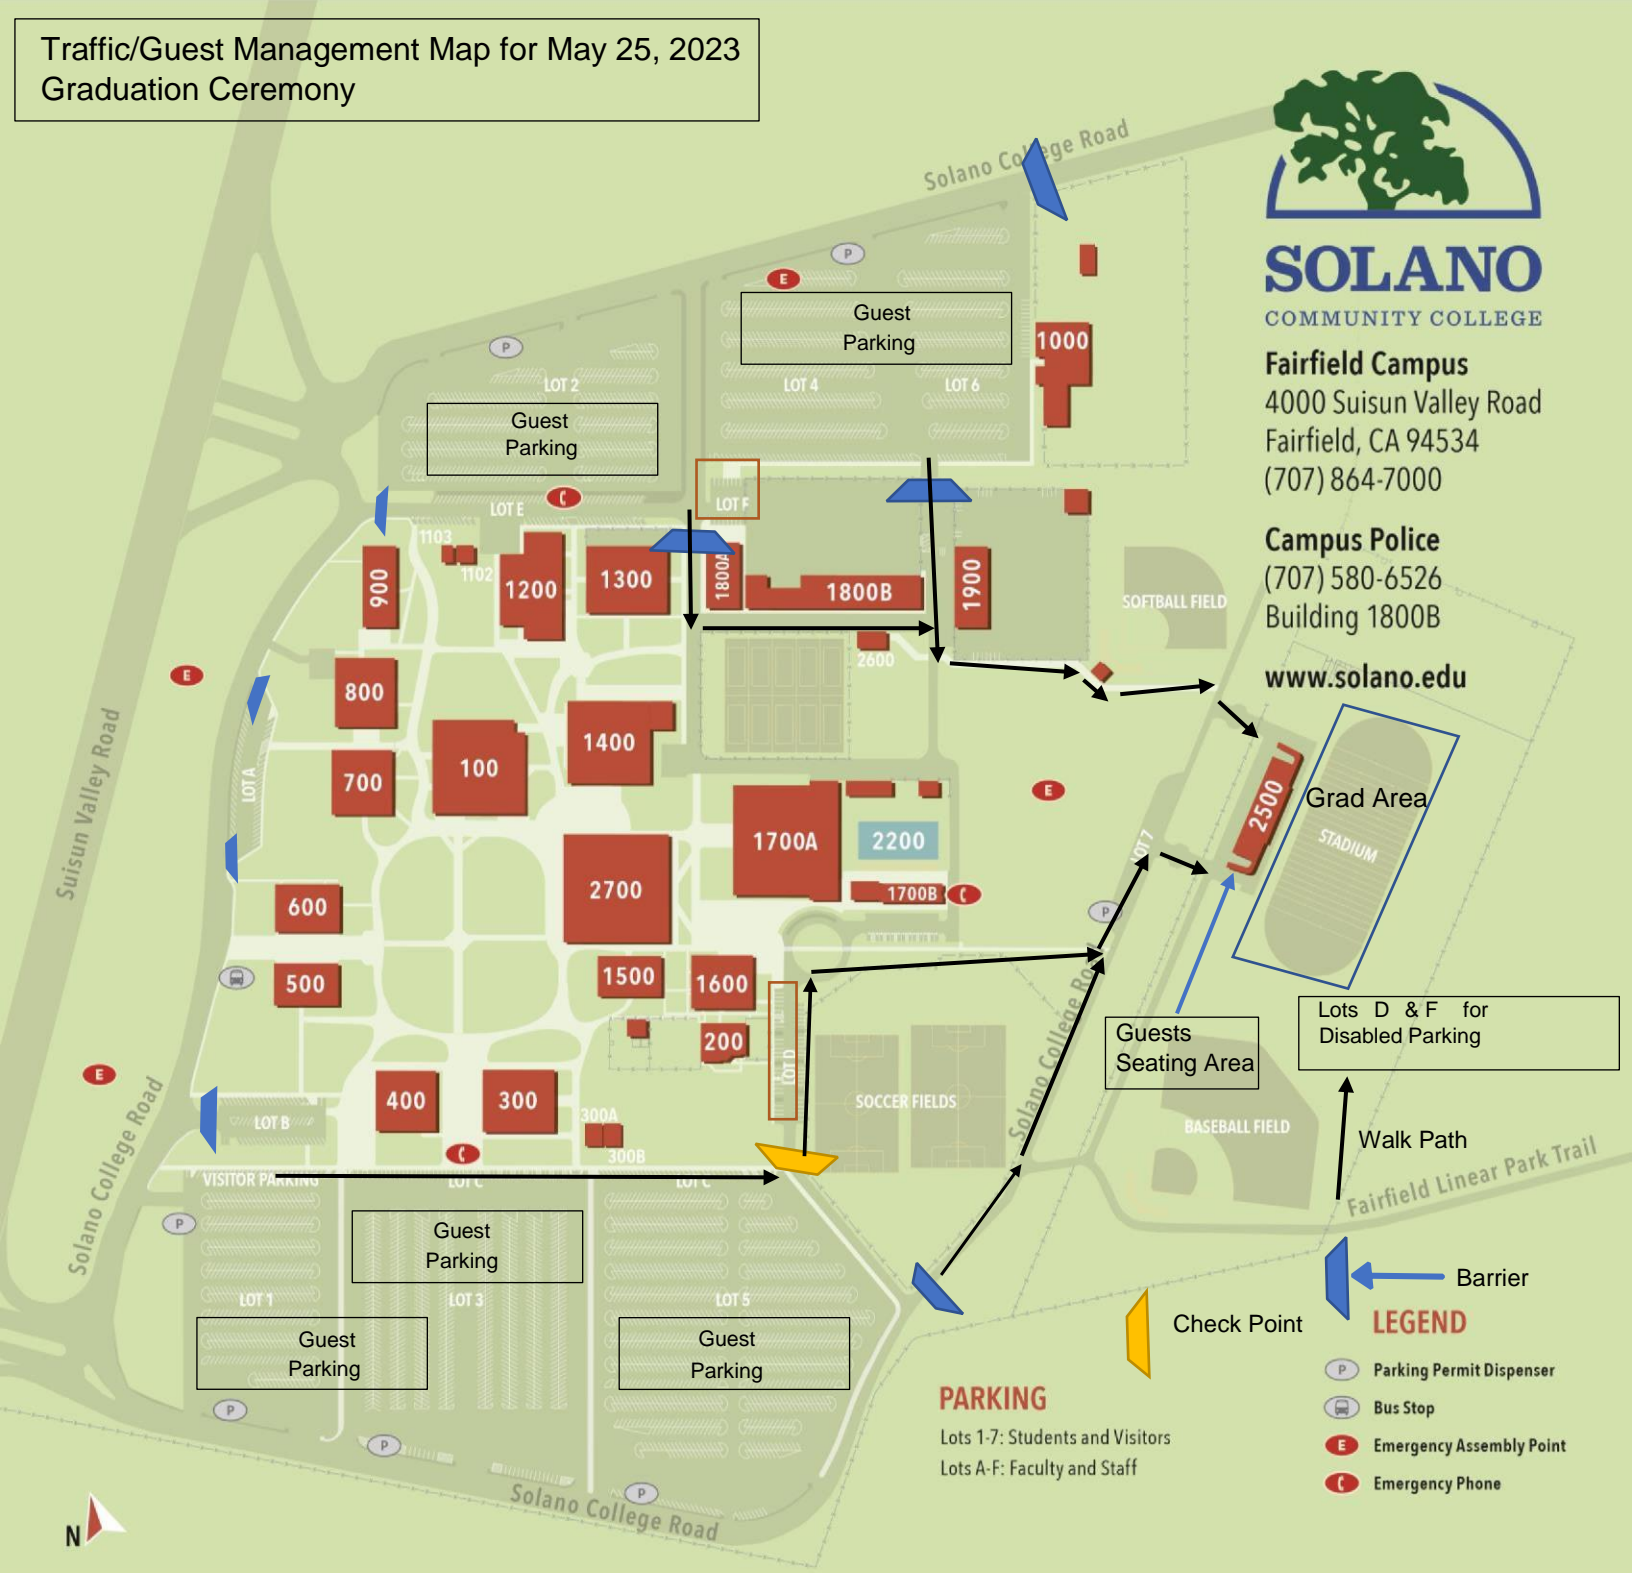 Traffic/Guest Management Map for May 25, 2023
Graduation Ceremony
SOLANO
COMMUNITY COLLEGE
Fairfield Campus
4000 Suisun Valley Road
Fairfield, CA 94534
(707) 864-7000
Campus Police
(707) 580-6526
Building 1800B
www.solano.edu
Solano College Road
P
E
Guest
Parking
LOT 4
LOT 6
1000
P
LOT 2
Guest
Parking
LOT E
LOT F
1103
1102
900
1200
1300
1800A
1800B
1900
SOFTBALL FIELD
2600
E
800
1400
100
700
LOT A
Suisun Valley Road
1700A
2200
1700B
E
LOT 7
P
2500
Grad Area
STADIUM
2700
600
500
1500
1600
200
LOT D
Solano College Road
Guests
Seating Area
Lots D & F for
Disabled Parking
E
400
300
300A
300B
SOCCER FIELDS
BASEBALL FIELD
Walk Path
Fairfield Linear Park Trail
LOT B
Solano College Road
VISITOR PARKING
LOT C
LOT C
P
Guest
Parking
LOT 1
LOT 3
LOT 5
Guest
Parking
Guest
Parking
P
P
P
Solano College Road
N
Barrier
Check Point
LEGEND
P Parking Permit Dispenser
Bus Stop
E Emergency Assembly Point
Emergency Phone
PARKING
Lots 1-7: Students and Visitors
Lots A-F: Faculty and Staff